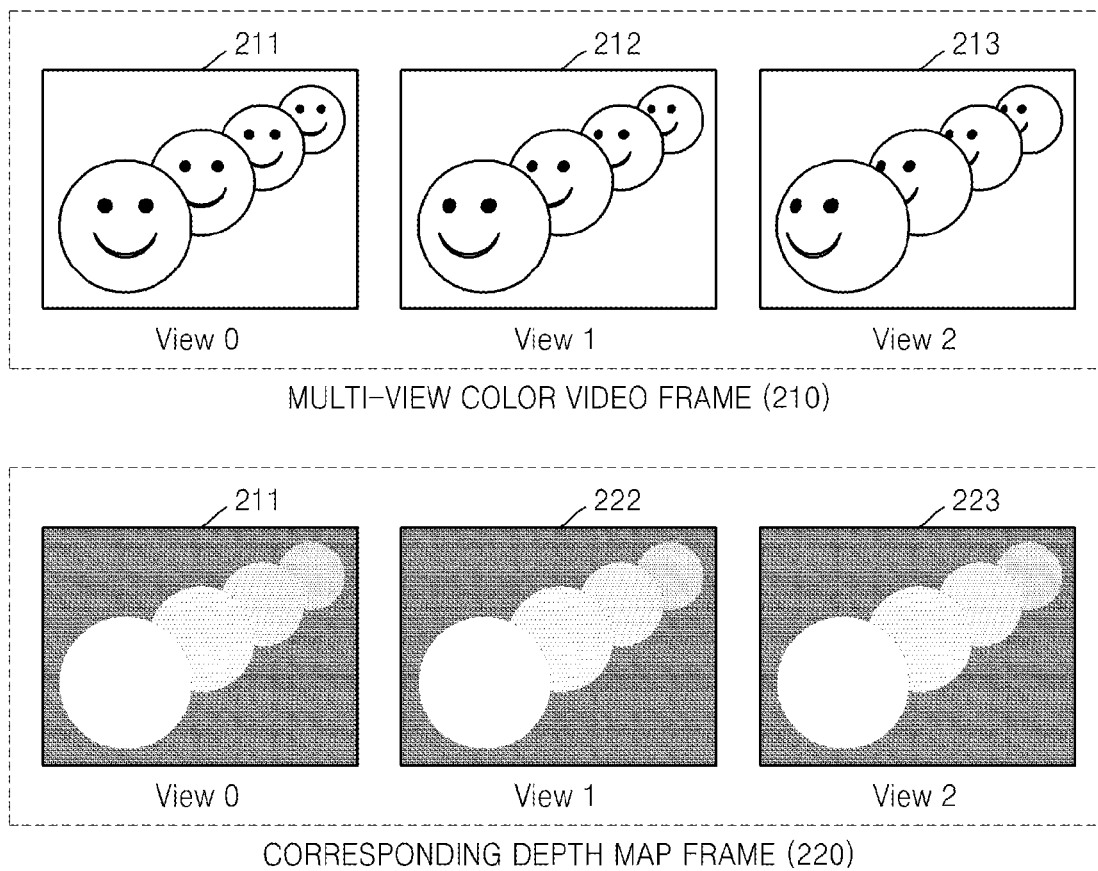 211 212 213
View 0 View 1 View 2
MULTI-VIEW COLOR VIDEO FRAME (210)
211 222 223
View 0 View 1 View 2
CORRESPONDING DEPTH MAP FRAME (220)